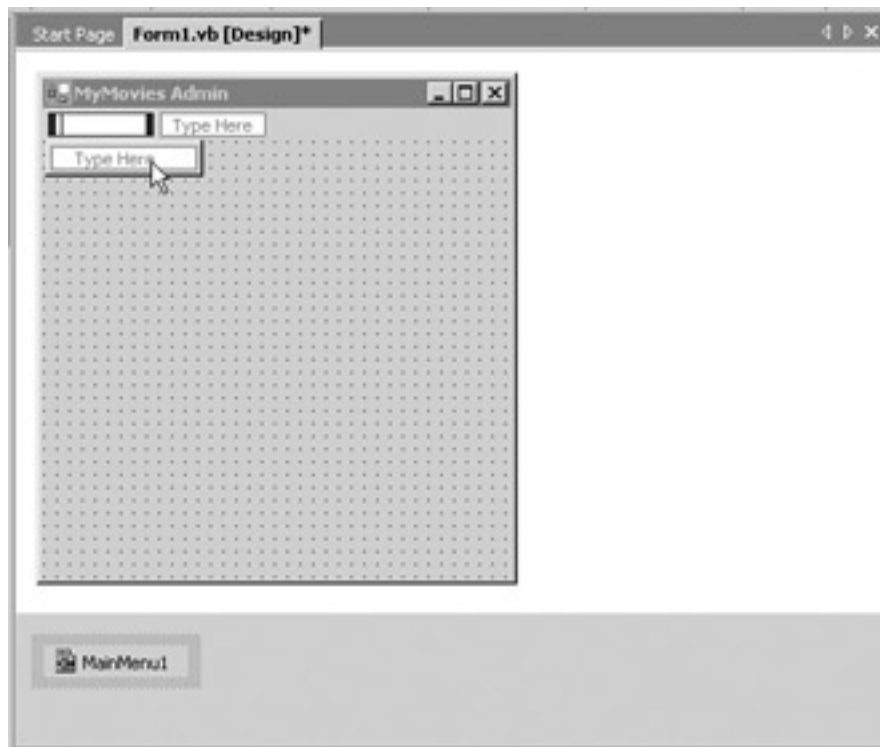 Start Page Form1.vb [Design]*
MyMovies Admin
Type Here
Type Here
MainMenu1